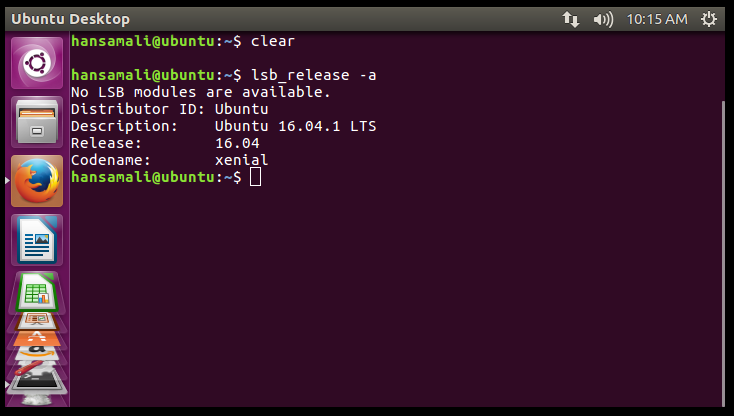 Ubuntu Desktop
10:15 AM
hansamali@ubuntu:~$ clear
hansamali@ubuntu:~$ lsb_release -a
No LSB modules are available.
Distributor ID: Ubuntu
Description:    Ubuntu 16.04.1 LTS
Release:        16.04
Codename:       xenial
hansamali@ubuntu:~$